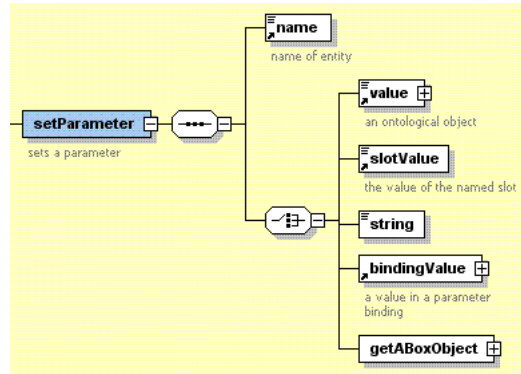 name
name of entity
setParameter
sets a parameter
value
an ontological object
slotValue
the value of the named slot
string
bindingValue
a value in a parameter
binding
getABoxObject